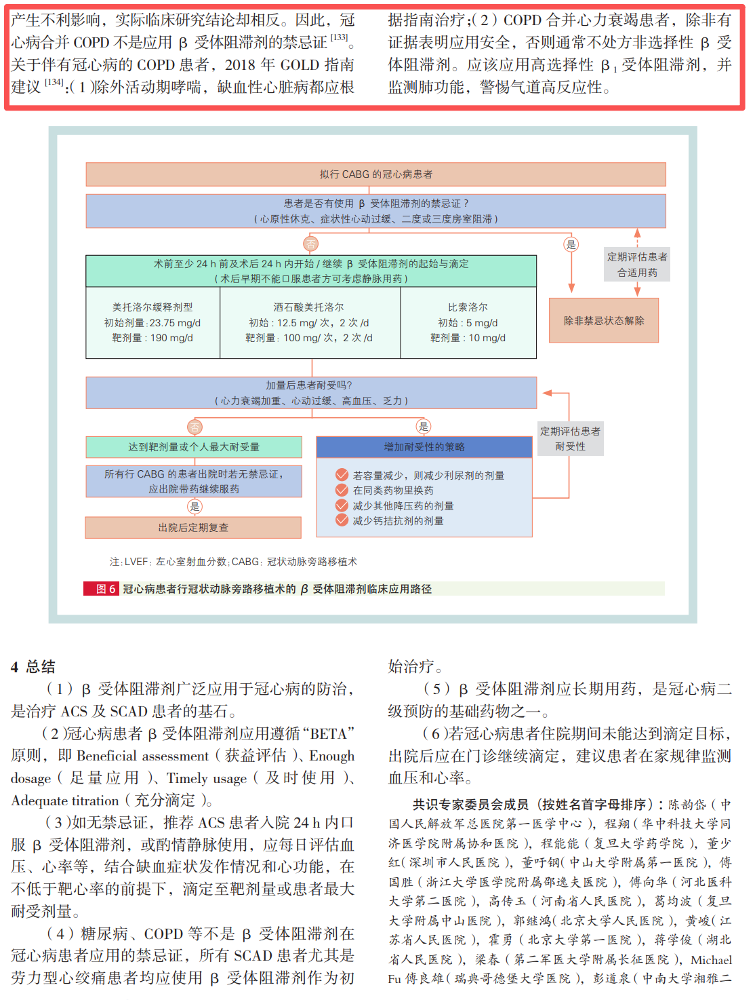 产生不利影响，实际临床研究结论却相反。因此，冠
心病合并 COPD 不是应用 β 受体阻滞剂的禁忌证[133]。
关于伴有冠心病的 COPD 患者，2018 年 GOLD 指南
建议[134]:(1)除外活动期哮喘，缺血性心脏病都应根
据指南治疗;(2)COPD 合并心力衰竭患者，除非有
证据表明应用安全，否则通常不处方非选择性 β 受
体阻滞剂。应该应用高选择性 β1 受体阻滞剂，并
监测肺功能，警惕气道高反应性。
拟行 CABG 的冠心病患者
患者是否有使用 β 受体阻滞剂的禁忌证？
(心原性休克、症状性心动过缓、二度或三度房室阻滞)
否
是
定期评估患者
合适用药
术前至少 24 h 前及术后 24 h 内开始/继续 β 受体阻滞剂的起始与滴定
(术后早期不能口服患者方可考虑静脉用药)
美托洛尔缓释剂型
初始剂量:23.75 mg/d
靶剂量：190 mg/d
酒石酸美托洛尔
初始：12.5 mg/次，2 次/d
靶剂量：100 mg/次，2 次/d
比索洛尔
初始：5 mg/d
靶剂量：10 mg/d
除非禁忌状态解除
加量后患者耐受吗?
(心力衰竭加重、心动过缓、高血压、乏力)
否
是
定期评估患者
耐受性
达到靶剂量或个人最大耐受量
所有行 CABG 的患者出院时若无禁忌证，
应出院带药继续服药
是
出院后定期复查
增加耐受性的策略
若容量减少，则减少利尿剂的剂量
在同类药物里换药
减少其他降压药的剂量
减少钙拮抗剂的剂量
注:LVEF：左心室射血分数;CABG：冠状动脉旁路移植术
图 6 冠心病患者行冠状动脉旁路移植术的 β 受体阻滞剂临床应用路径
4 总结
(1)β 受体阻滞剂广泛应用于冠心病的防治，
是治疗 ACS 及 SCAD 患者的基石。
(2)冠心病患者 β 受体阻滞剂应用遵循“BETA”
原则，即 Beneficial assessment(获益评估)、Enough
dosage(足量应用)、Timely usage(及时使用)、
Adequate titration(充分滴定)。
(3)如无禁忌证，推荐 ACS 患者入院 24 h 内口
服 β 受体阻滞剂，或酌情静脉使用，应每日评估血
压、心率等，结合缺血症状发作情况和心功能，在
不低于靶心率的前提下，滴定至靶剂量或患者最大
耐受剂量。
(4)糖尿病、COPD 等不是 β 受体阻滞剂在
冠心病患者应用的禁忌证，所有 SCAD 患者尤其是
劳力型心绞痛患者均应使用 β 受体阻滞剂作为初
始治疗。
(5)β 受体阻滞剂应长期用药，是冠心病二
级预防的基础药物之一。
(6)若冠心病患者住院期间未能达到滴定目标，
出院后应在门诊继续滴定，建议患者在家规律监测
血压和心率。
共识专家委员会成员(按姓名首字母排序)：陈韵岱(中
国人民解放军总医院第一医学中心)，程翔(华中科技大学同
济医学院附属协和医院)，程能能(复旦大学药学院)，董少
红(深圳市人民医院)，董吁钢(中山大学附属第一医院)，傅
国胜(浙江大学医学院附属邵逸夫医院)，傅向华(河北医科
大学第二医院)，高传玉(河南省人民医院)，葛均波(复旦
大学附属中山医院)，郭继鸿(北京大学人民医院)，黄峻(江
苏省人民医院)，霍勇(北京大学第一医院)，蒋学俊(湖北
省人民医院)，梁春(第二军医大学附属长征医院)，Michael
Fu 傅良雄(瑞典哥德堡大学医院)，彭道泉(中南大学湘雅二